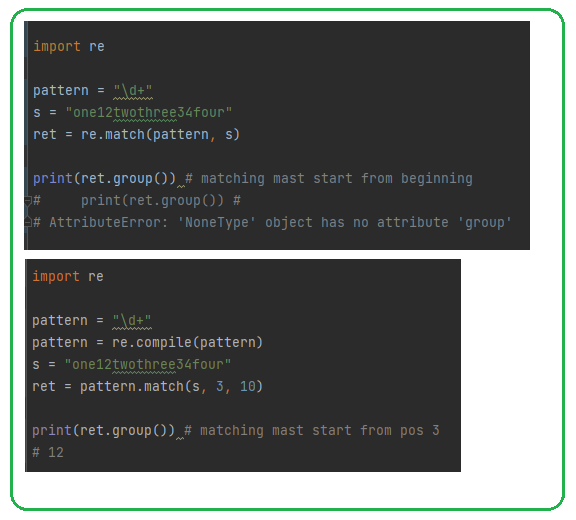 import re
pattern = "\d+"
s = "one12twothree34four"
ret = re.match(pattern, s)
print(ret.group()) # matching mast start from beginning
#     print(ret.group()) #
# AttributeError: 'NoneType' object has no attribute 'group'
import re
pattern = "\d+"
pattern = re.compile(pattern)
s = "one12twothree34four"
ret = pattern.match(s, 3, 10)
print(ret.group()) # matching mast start from pos 3
# 12